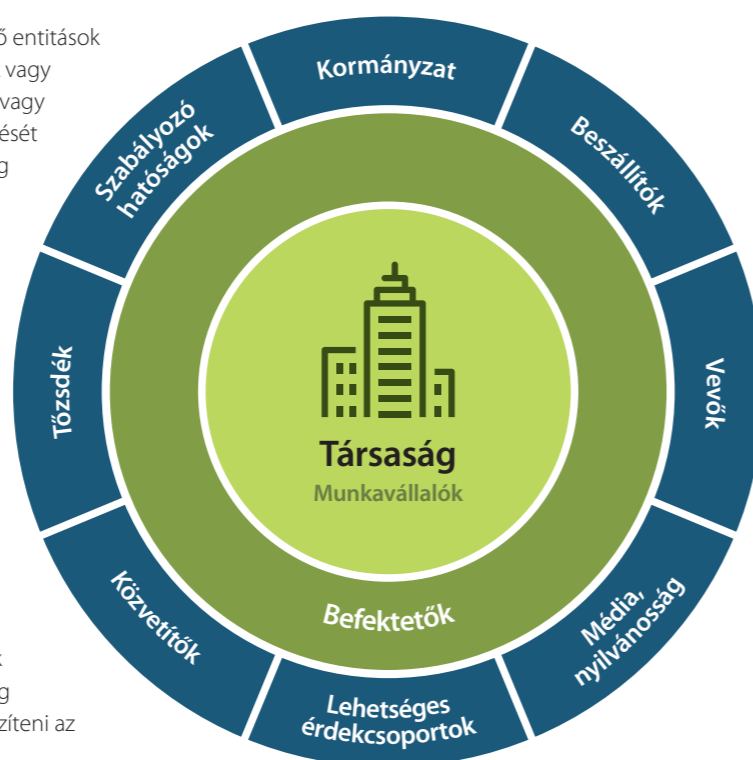 ő entitások
vagy
vagy
ését
g
Kormányzat
Beszállítók
Vevők
Média,
nyilvánosság
Lehetséges
érdekcsoportok
Közvetítők
Tőzsdék
Szabályozó
hatóságok
Társaság
Munkavállalók
Befektetők
k
g
zíteni az